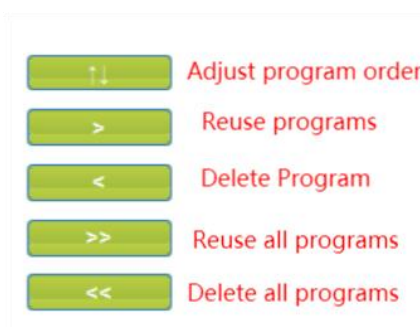 ↑↓ Adjust program order
> Reuse programs
< Delete Program
>> Reuse all programs
<< Delete all programs